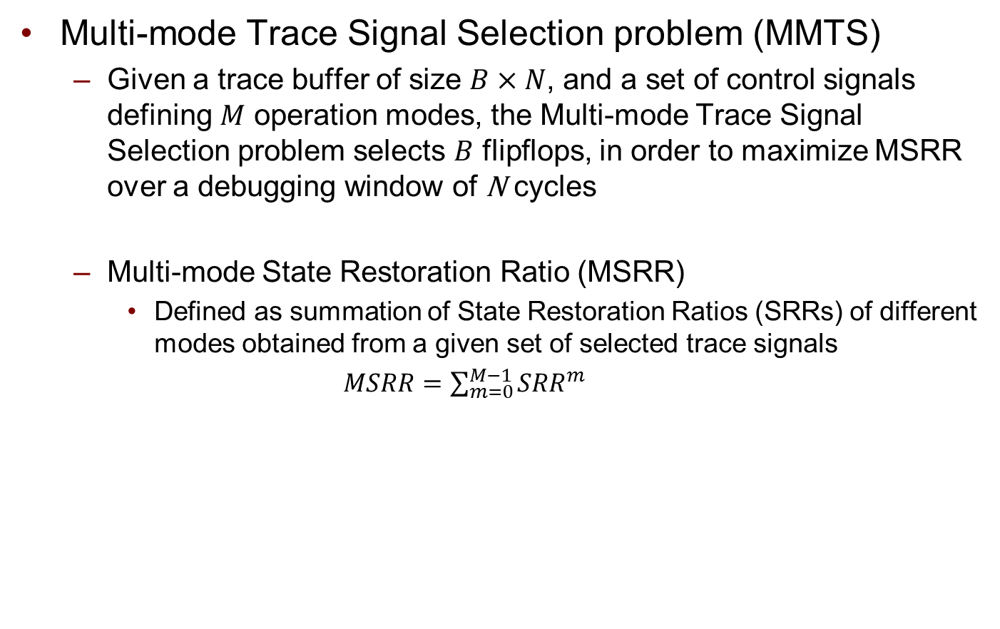 • Multi-mode Trace Signal Selection problem (MMTS)
– Given a trace buffer of size B × N, and a set of control signals
defining M operation modes, the Multi-mode Trace Signal
Selection problem selects B flipflops, in order to maximize MSRR
over a debugging window of N cycles
– Multi-mode State Restoration Ratio (MSRR)
• Defined as summation of State Restoration Ratios (SRRs) of different
modes obtained from a given set of selected trace signals
MSRR = ∑_{m=0}^{M−1} SRR^m